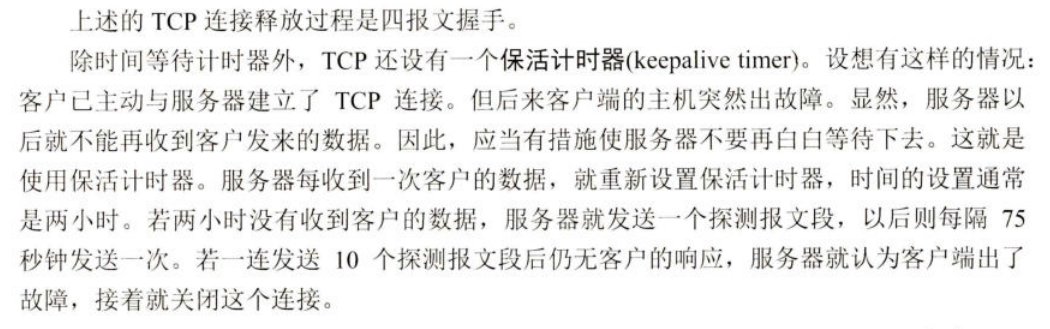 上述的 TCP 连接释放过程是四报文握手。
除时间等待计时器外，TCP 还设有一个保活计时器(keepalive timer)。设想有这样的情况：
客户已主动与服务器建立了 TCP 连接。但后来客户端的主机突然出故障。显然，服务器以
后就不能再收到客户发来的数据。因此，应当有措施使服务器不要再白白等待下去。这就是
使用保活计时器。服务器每收到一次客户的数据，就重新设置保活计时器，时间的设置通常
是两小时。若两小时没有收到客户的数据，服务器就发送一个探测报文段，以后则每隔 75
秒钟发送一次。若一连发送 10 个探测报文段后仍无客户的响应，服务器就认为客户端出了
故障，接着就关闭这个连接。